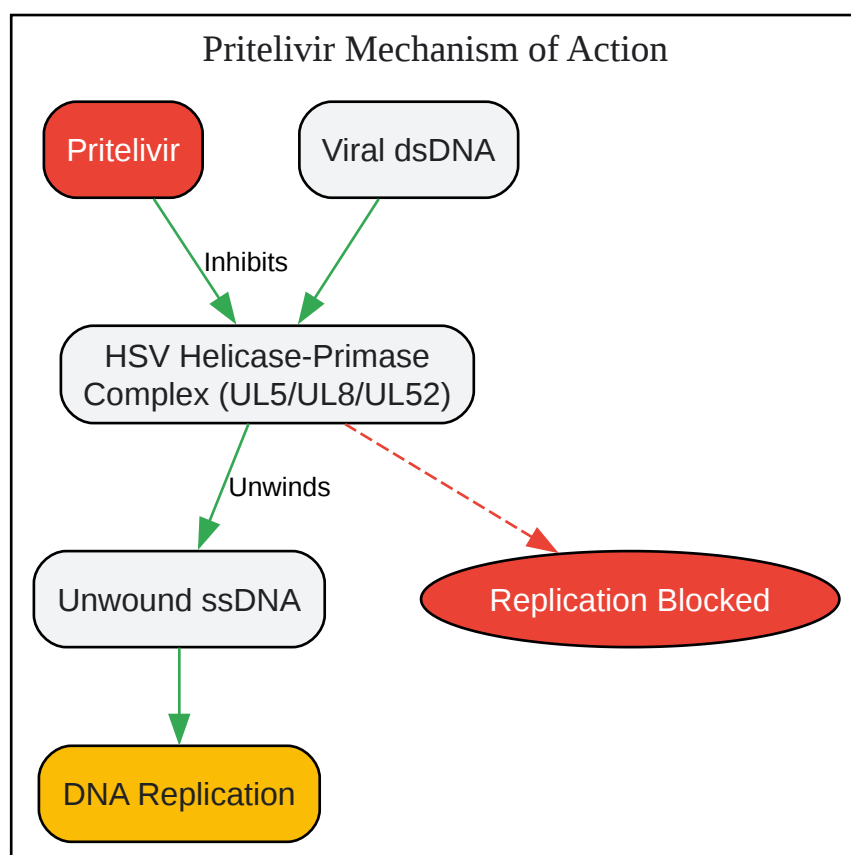 Pritelivir Mechanism of Action
Pritelivir
Viral dsDNA
Inhibits
HSV Helicase-Primase
Complex (UL5/UL8/UL52)
Unwinds
Unwound ssDNA
Replication Blocked
DNA Replication